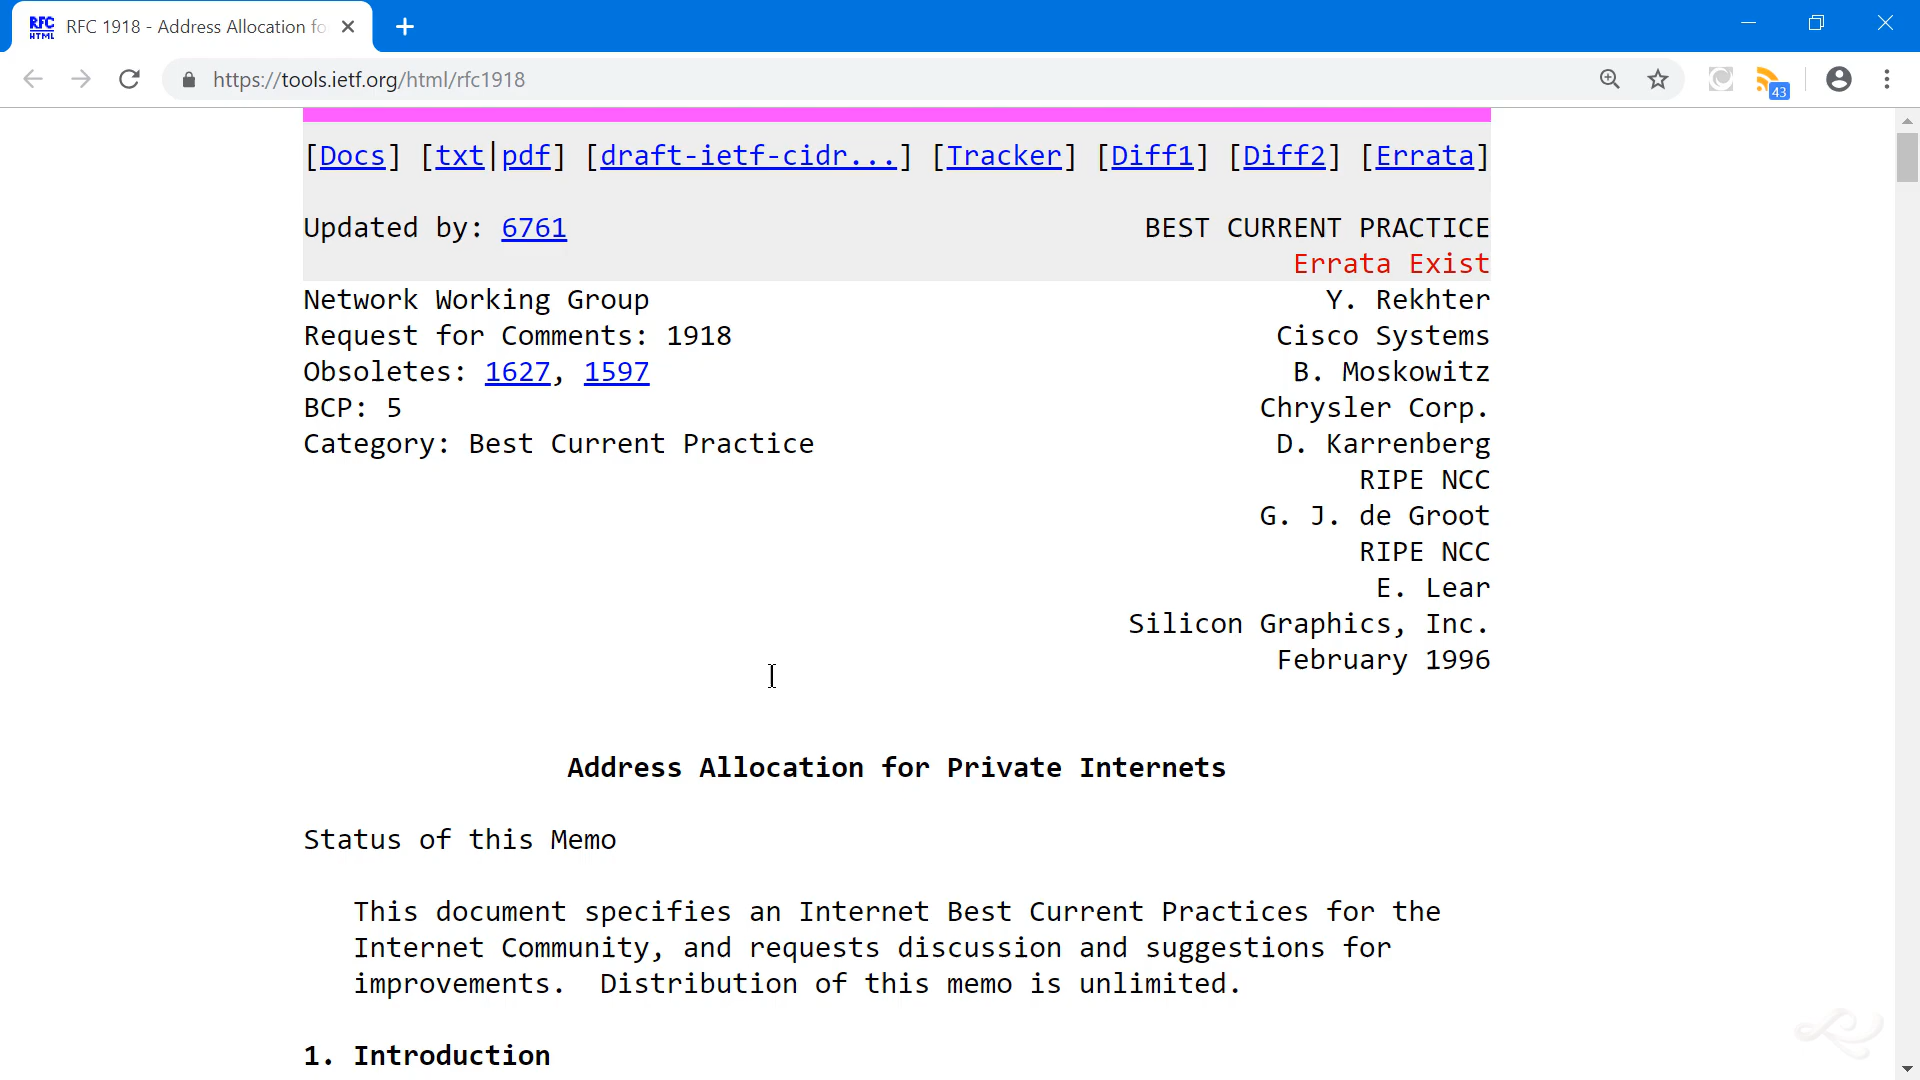 RFC HTML RFC 1918 - Address Allocation fo
https://tools.ietf.org/html/rfc1918
43
[Docs] [txt|pdf] [draft-ietf-cidr...] [Tracker] [Diff1] [Diff2] [Errata]
Updated by: 6761 BEST CURRENT PRACTICE
Errata Exist
Network Working Group Y. Rekhter
Request for Comments: 1918 Cisco Systems
Obsoletes: 1627, 1597 B. Moskowitz
BCP: 5 Chrysler Corp.
Category: Best Current Practice D. Karrenberg
RIPE NCC
G. J. de Groot
RIPE NCC
E. Lear
Silicon Graphics, Inc.
February 1996
Address Allocation for Private Internets
Status of this Memo
This document specifies an Internet Best Current Practices for the
Internet Community, and requests discussion and suggestions for
improvements.  Distribution of this memo is unlimited.
1. Introduction